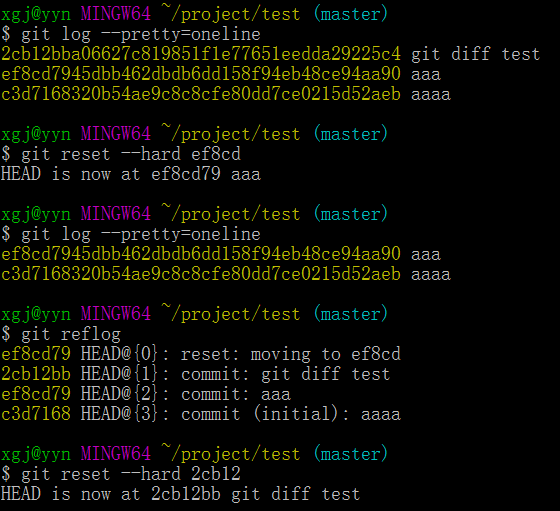 xgj@yyn MINGW64 ~/project/test (master)
$ git log --pretty=oneline
2cb12bba06627c819851f1e77651eedda29225c4 git diff test
ef8cd7945dbb462dbdb6dd158f94eb48ce94aa90 aaa
c3d7168320b54ae9c8c8cfe80dd7ce0215d52aeb aaaa
xgj@yyn MINGW64 ~/project/test (master)
$ git reset --hard ef8cd
HEAD is now at ef8cd79 aaa
xgj@yyn MINGW64 ~/project/test (master)
$ git log --pretty=oneline
ef8cd7945dbb462dbdb6dd158f94eb48ce94aa90 aaa
c3d7168320b54ae9c8c8cfe80dd7ce0215d52aeb aaaa
xgj@yyn MINGW64 ~/project/test (master)
$ git reflog
ef8cd79 HEAD@{0}: reset: moving to ef8cd
2cb12bb HEAD@{1}: commit: git diff test
ef8cd79 HEAD@{2}: commit: aaa
c3d7168 HEAD@{3}: commit (initial): aaaa
xgj@yyn MINGW64 ~/project/test (master)
$ git reset --hard 2cb12
HEAD is now at 2cb12bb git diff test